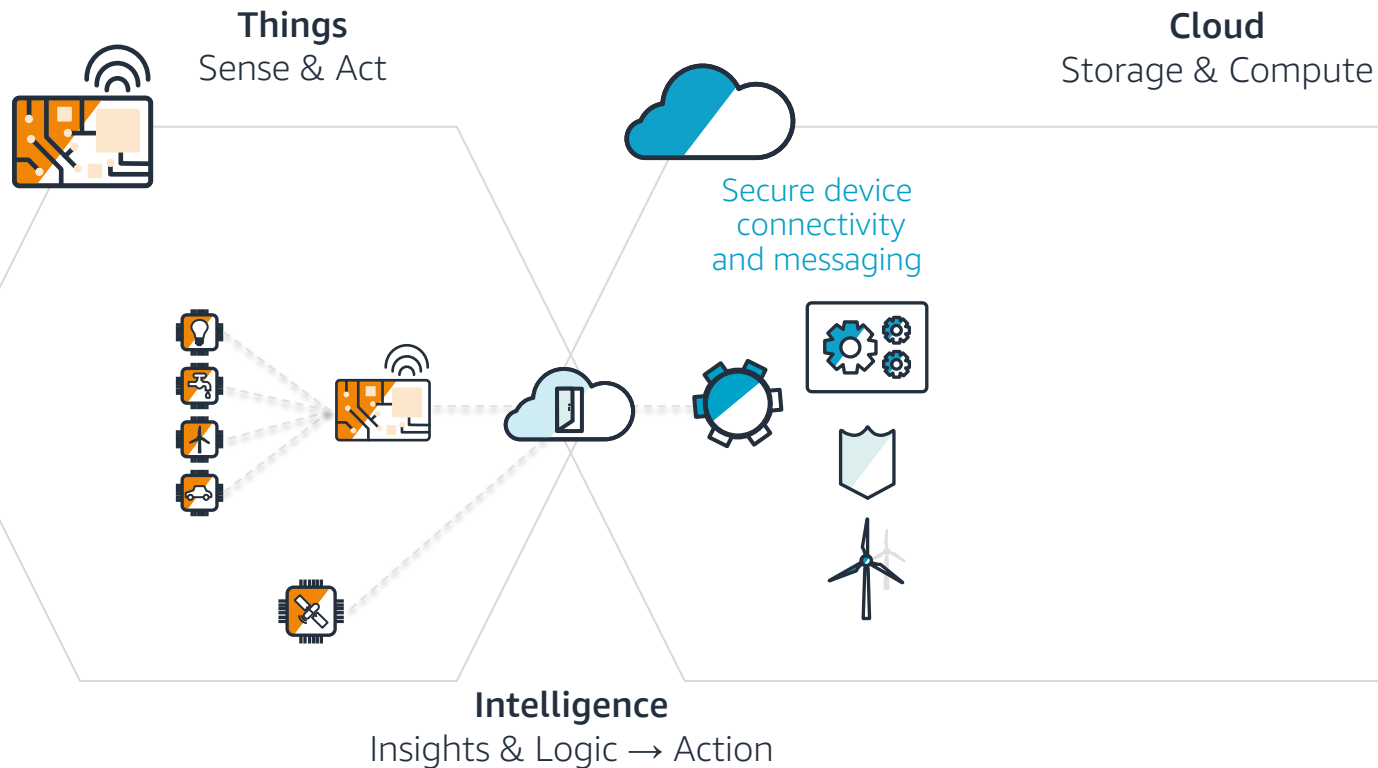 Things
Sense & Act
Cloud
Storage & Compute
Secure device
connectivity
and messaging
Intelligence
Insights & Logic → Action